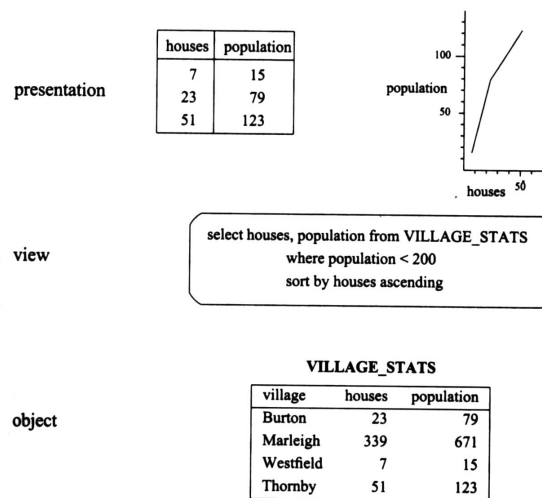 presentation
houses population
7 15
23 79
51 123
100
population
50
houses 50
view
select houses, population from VILLAGE_STATS
where population < 200
sort by houses ascending
object
VILLAGE_STATS
village houses population
Burton 23 79
Marleigh 339 671
Westfield 7 15
Thornby 51 123